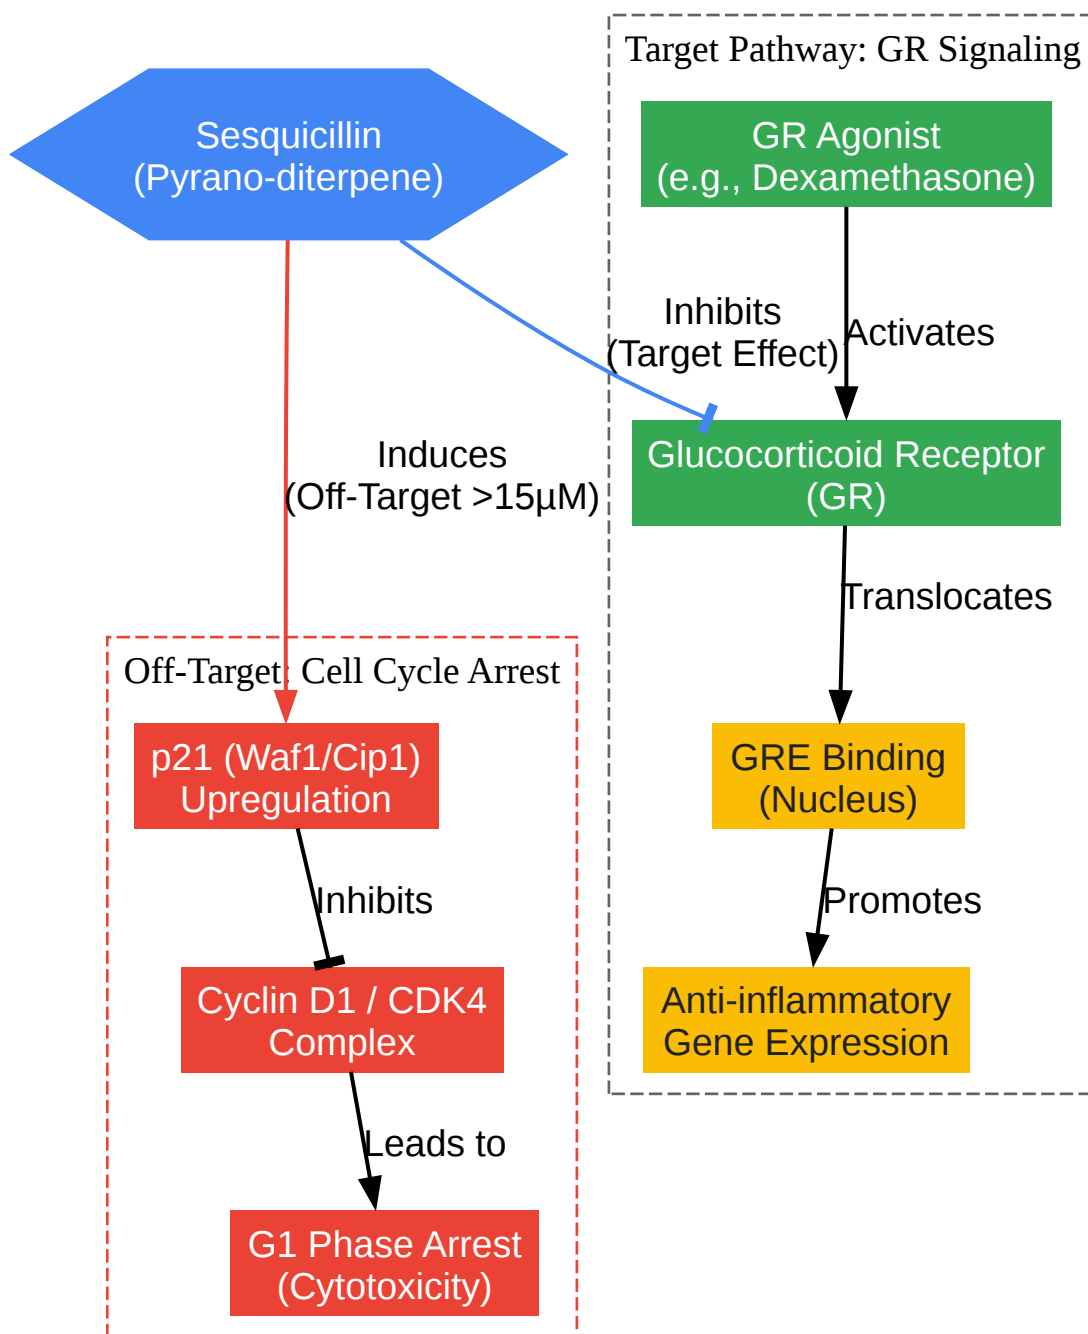 Target Pathway: GR Signaling
Sesquicillin
(Pyrano-diterpene)
GR Agonist
(e.g., Dexamethasone)
Inhibits
(Target Effect)
Activates
Induces
(Off-Target >15µM)
Glucocorticoid Receptor
(GR)
Translocates
Off-Target: Cell Cycle Arrest
p21 (Waf1/Cip1)
Upregulation
GRE Binding
(Nucleus)
Inhibits
Promotes
Cyclin D1 / CDK4
Complex
Anti-inflammatory
Gene Expression
Leads to
G1 Phase Arrest
(Cytotoxicity)